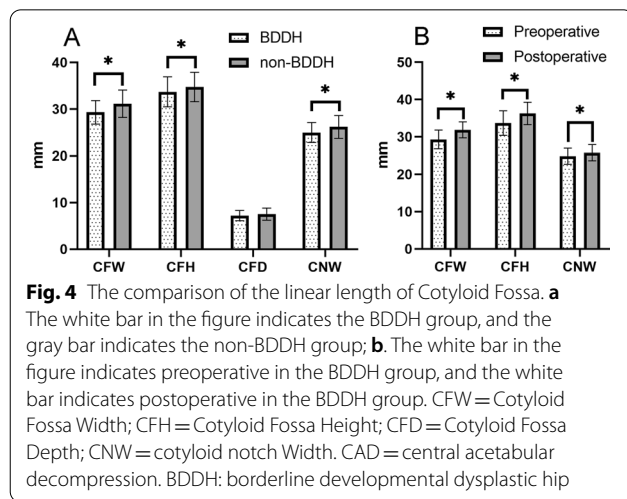 A
BDDH
non-BDDH
*
*
*
40
30
20
10
0
mm
CFW
CFH
CFD
CNW
B
Preoperative
Postoperative
*
*
*
50
40
30
20
10
0
mm
CFW
CFH
CNW
Fig. 4 The comparison of the linear length of Cotyloid Fossa. a
The white bar in the figure indicates the BDDH group, and the
gray bar indicates the non-BDDH group; b. The white bar in the
figure indicates preoperative in the BDDH group, and the white
bar indicates postoperative in the BDDH group. CFW = Cotyloid
Fossa Width; CFH = Cotyloid Fossa Height; CFD = Cotyloid Fossa
Depth; CNW = cotyloid notch Width. CAD = central acetabular
decompression. BDDH: borderline developmental dysplastic hip